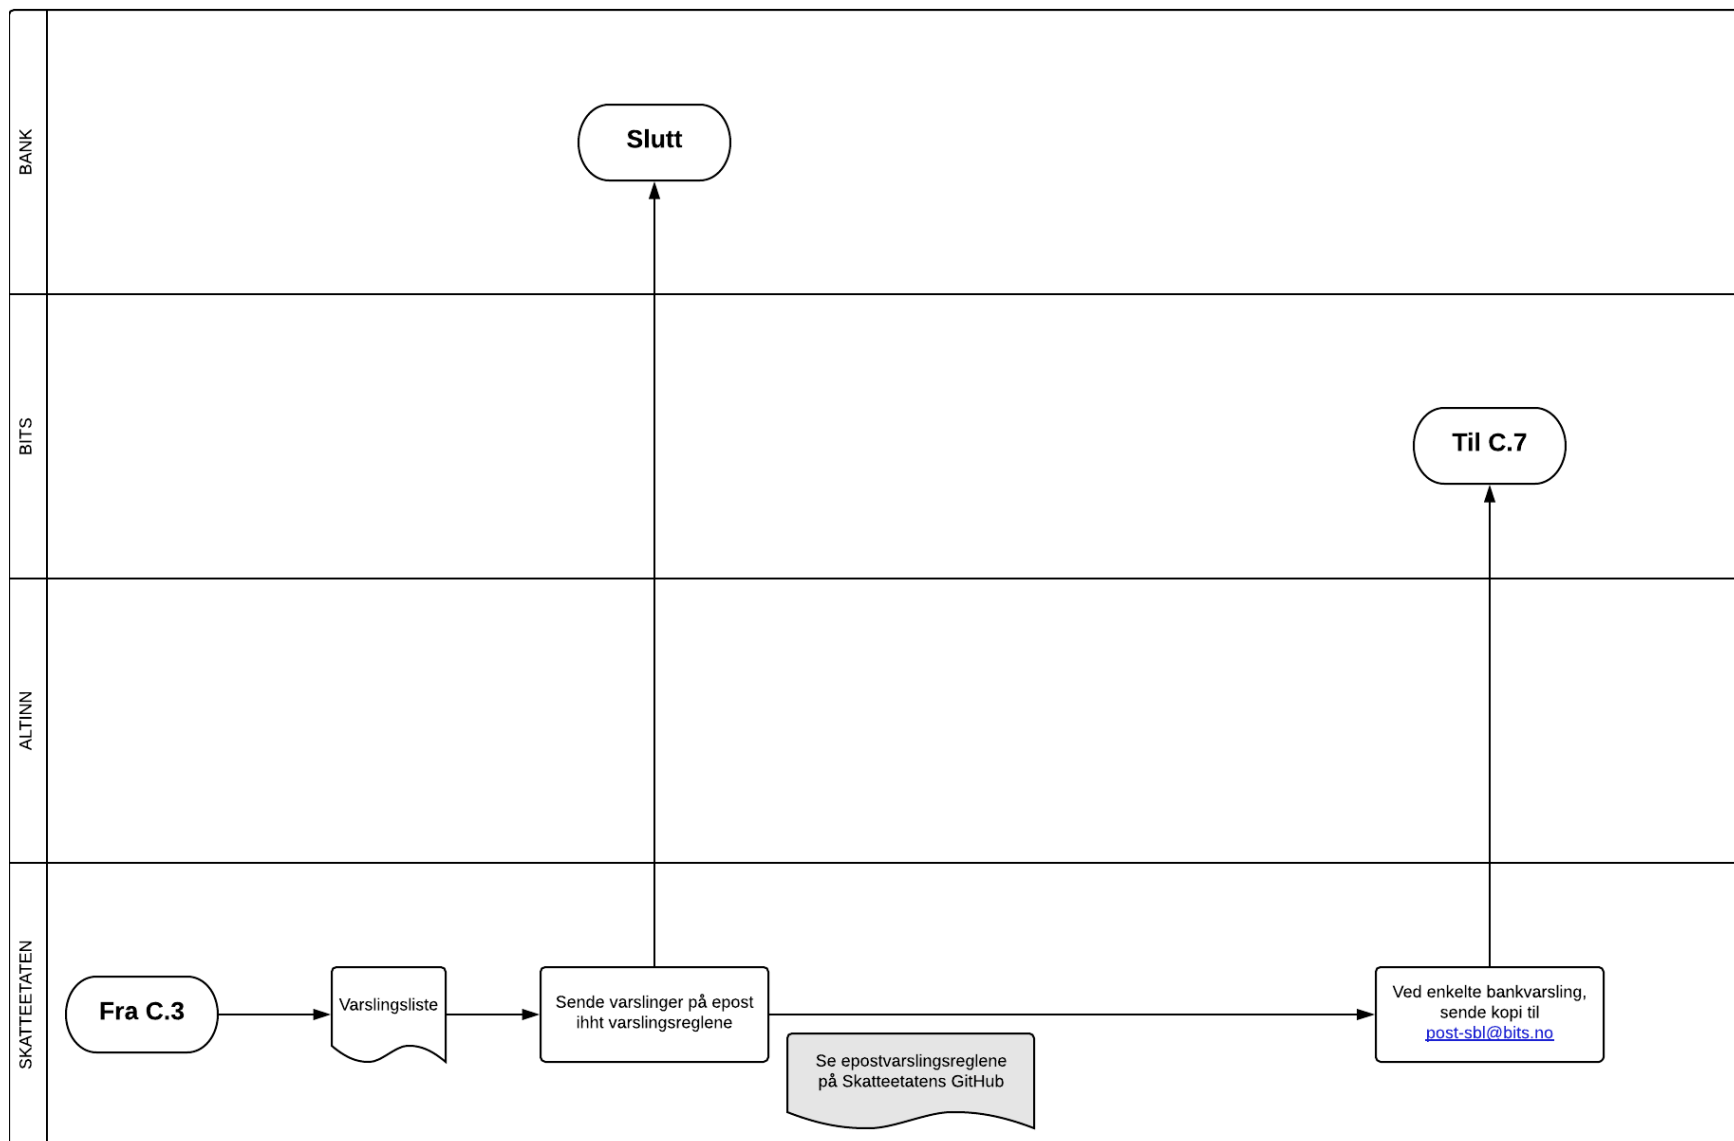 BANK
Slutt
BITS
Til C.7
ALTINN
SKATTEETATEN
Fra C.3
Varslingsliste
Sende varslinger på epost
ihht varslingsreglene
Se epostvarslingsreglene
på Skatteetatens GitHub
Ved enkelte bankvarsling,
sende kopi til
post-sbl@bits.no